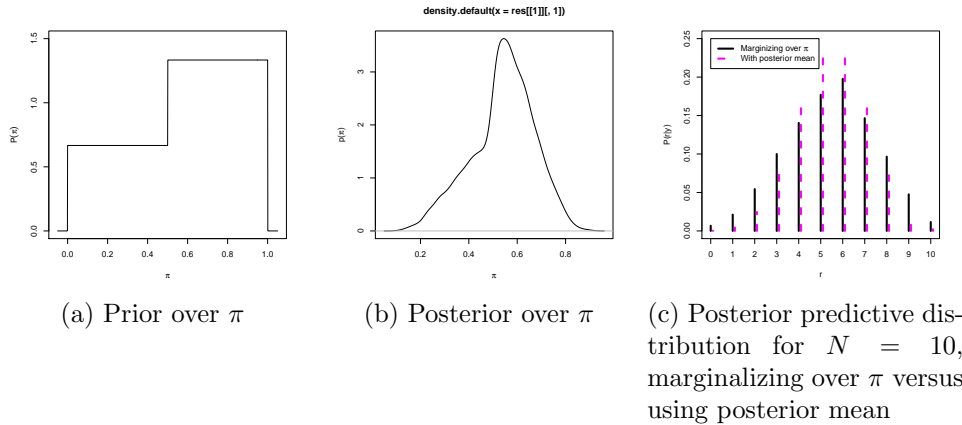 density.default(x = res[[1]][, 1])
P(π)
0.0 0.5 1.0 1.5
0.0 0.2 0.4 0.6 0.8 1.0
π
(a) Prior over π
p(π)
0 1 2 3
0.2 0.4 0.6 0.8
π
(b) Posterior over π
Marginizing over π
With posterior mean
P(r|y)
0.00 0.05 0.10 0.15 0.20 0.25
0 1 2 3 4 5 6 7 8 9 10
r
(c) Posterior predictive dis-
tribution for N = 10,
marginalizing over π versus
using posterior mean